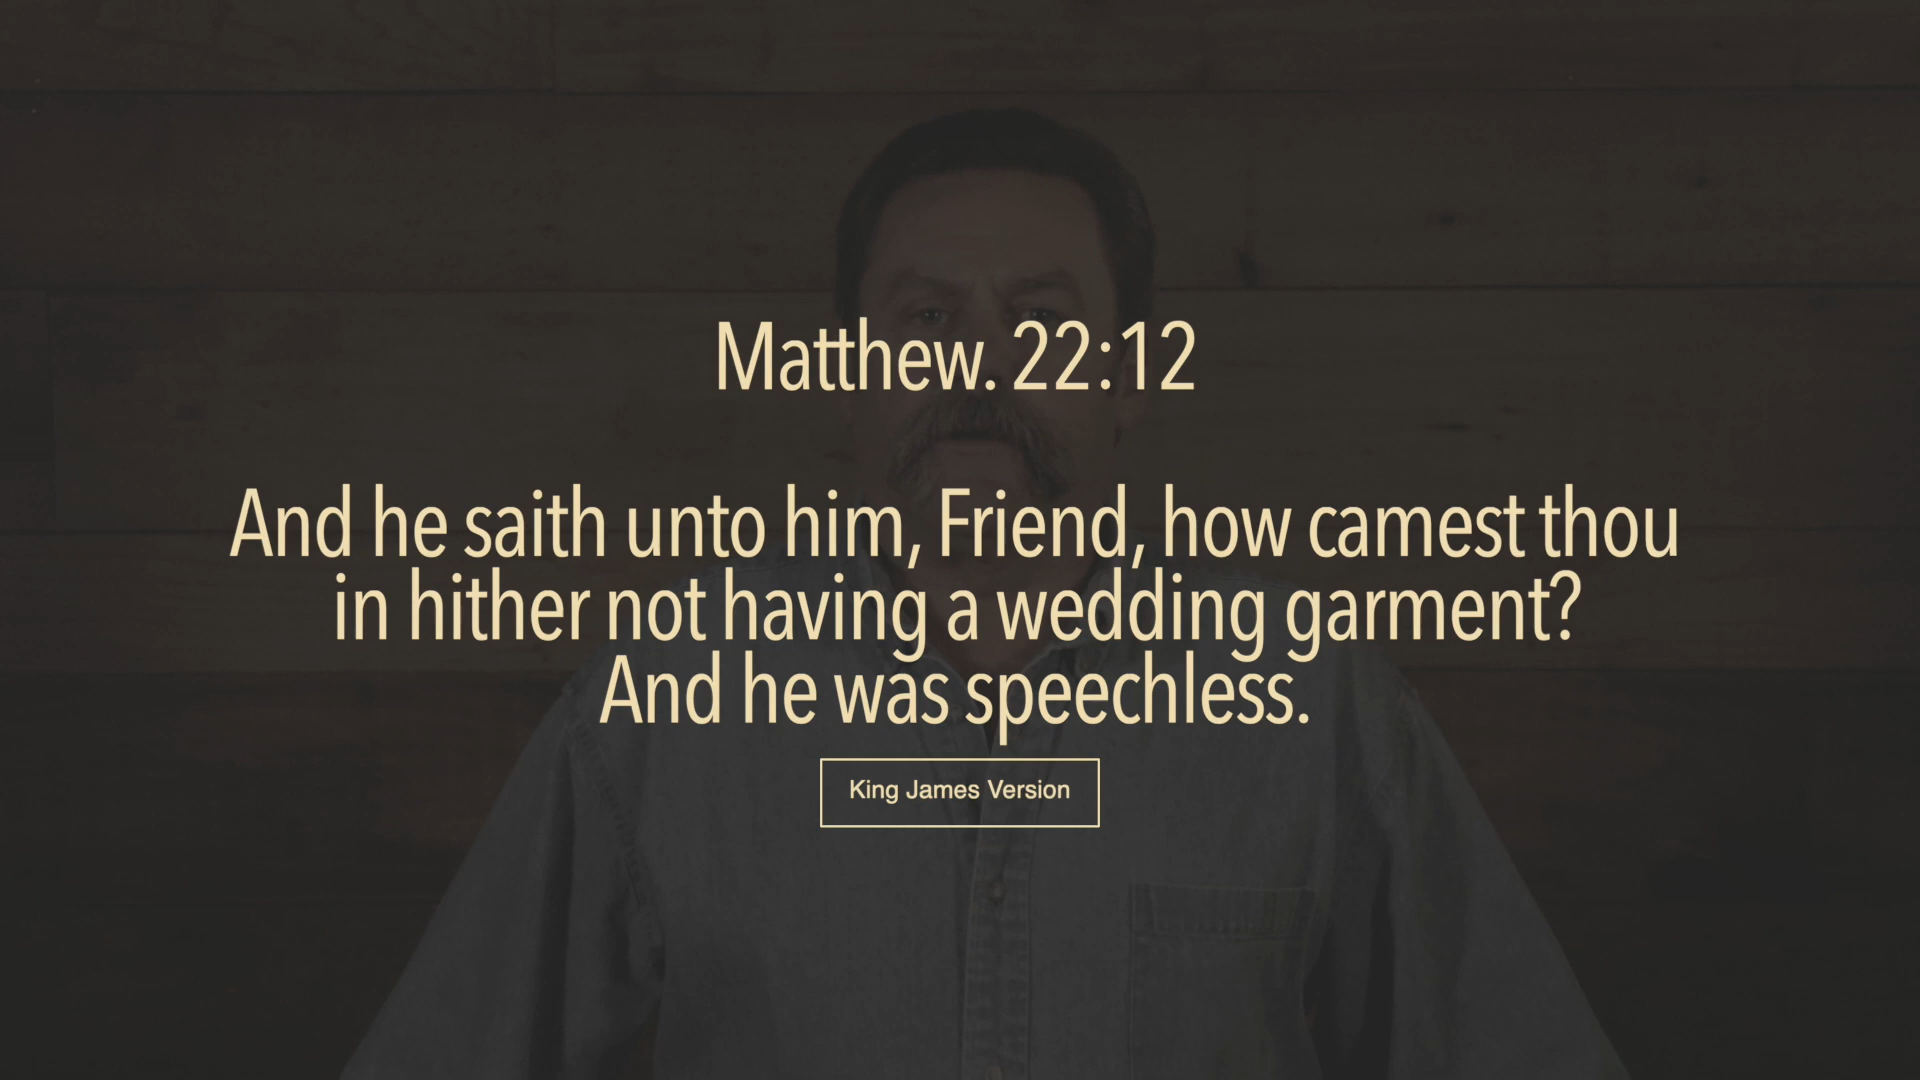 Matthew. 22:12
And he saith unto him, Friend, how camest thou
in hither not having a wedding garment?
And he was speechless.
King James Version